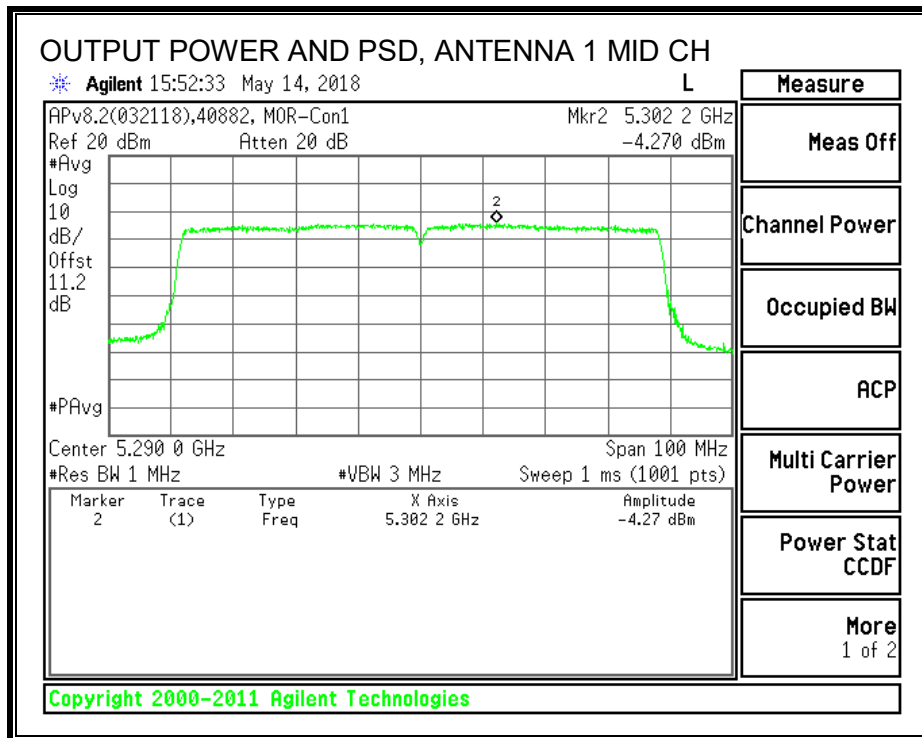 OUTPUT POWER AND PSD, ANTENNA 1 MID CH
Agilent 15:52:33 May 14, 2018 L
Measure
APv8.2(032118),40882, MOR-Con1 Mkr2 5.302 2 GHz
Ref 20 dBm Atten 20 dB -4.270 dBm
Meas Off
#Avg
Log
10
dB/
Offst
11.2
dB
2
#PAvg
Channel Power
Occupied BW
ACP
Center 5.290 0 GHz Span 100 MHz
#Res BW 1 MHz #VBW 3 MHz Sweep 1 ms (1001 pts)
Multi Carrier
Power
Marker Trace Type X Axis Amplitude
2 (1) Freq 5.302 2 GHz -4.27 dBm
Power Stat
CCDF
More
1 of 2
Copyright 2000-2011 Agilent Technologies